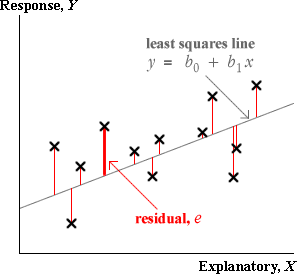 Response, Y
least squares line
y = b₀ + b₁x
residual, e
Explanatory, X